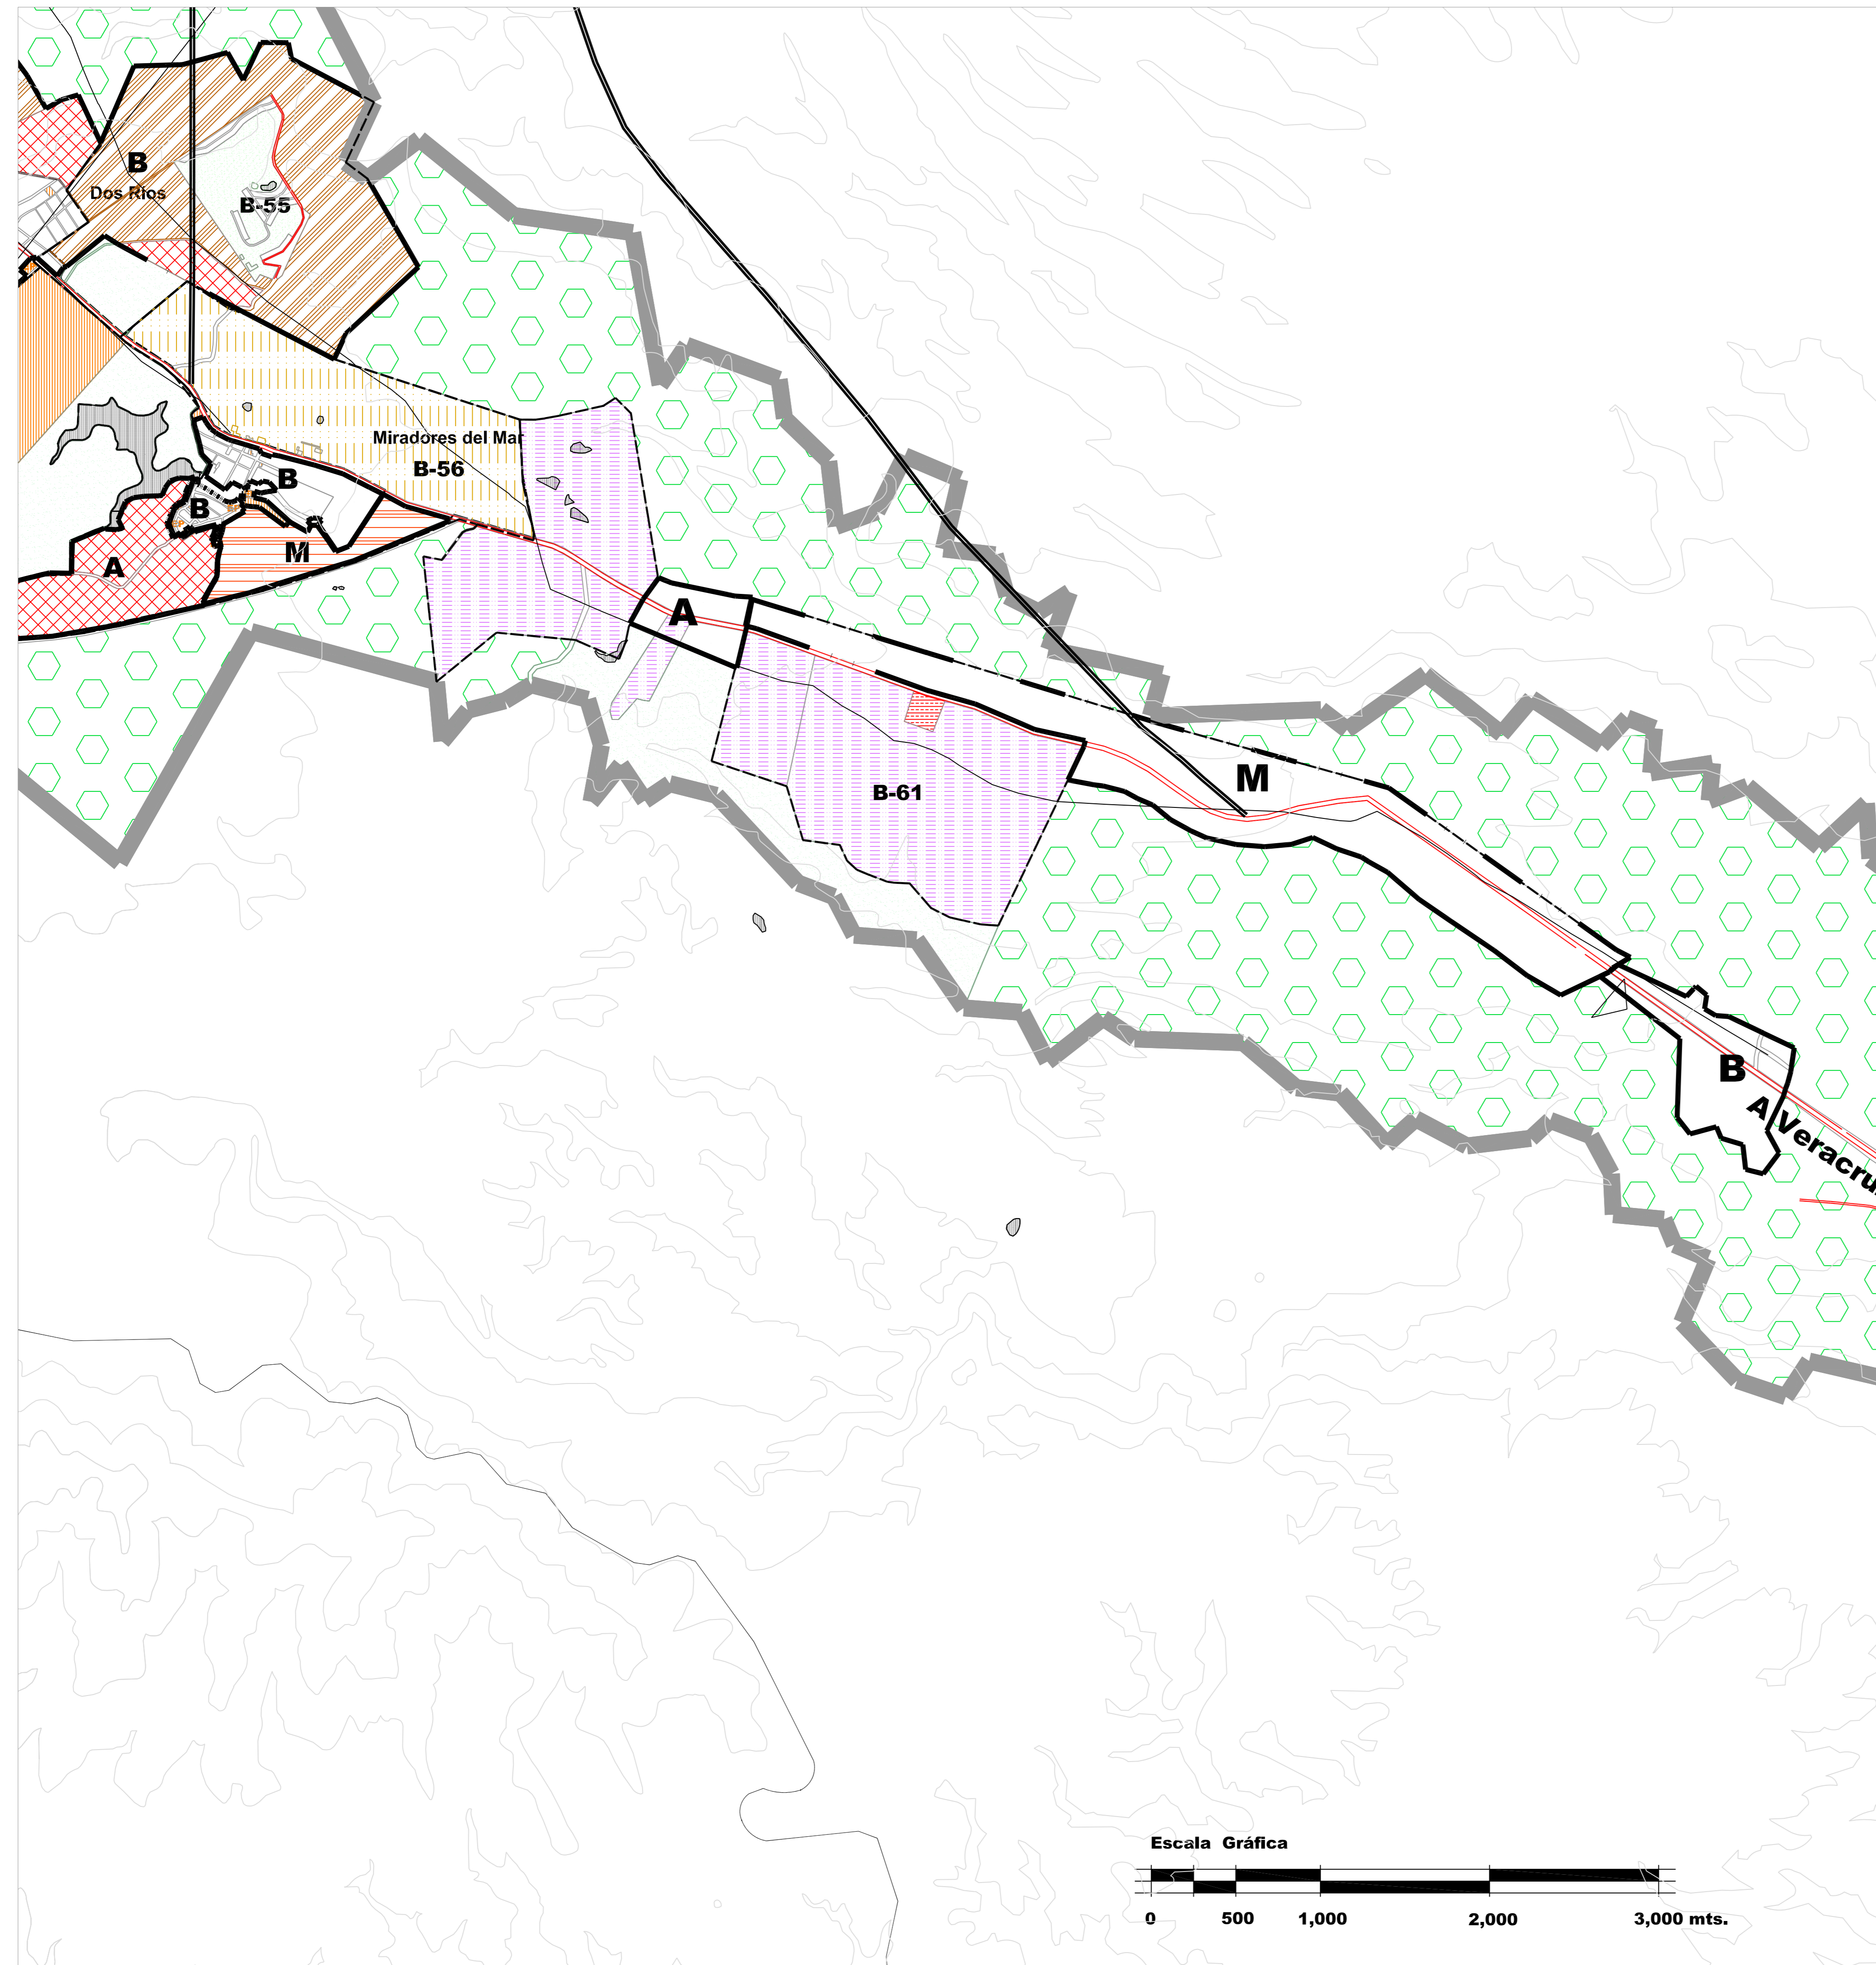 B
Dos Rios
B-55
Miradores del Mar
B-56
B
B
M
A
A
B-61
M
B
A Veracru
Escala Gráfica
0 500 1,000 2,000 3,000 mts.